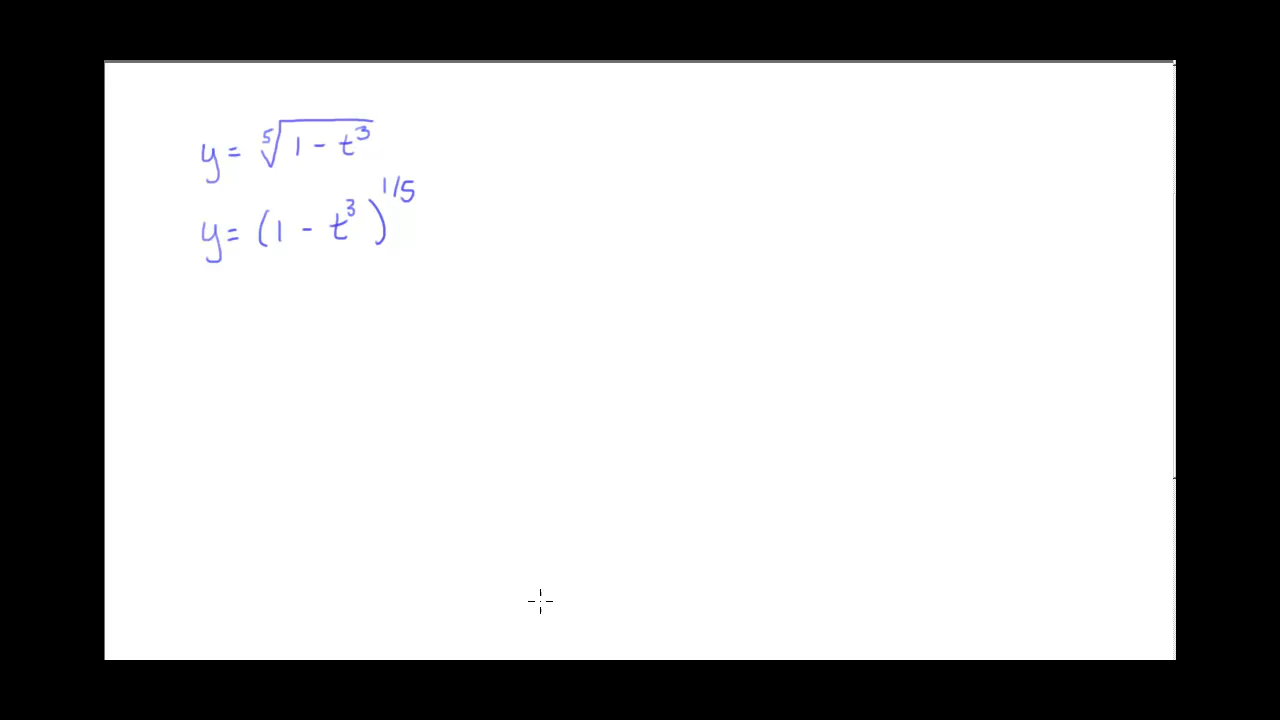 y = ⁵√(1 - t³)
y = (1 - t³)^1/5